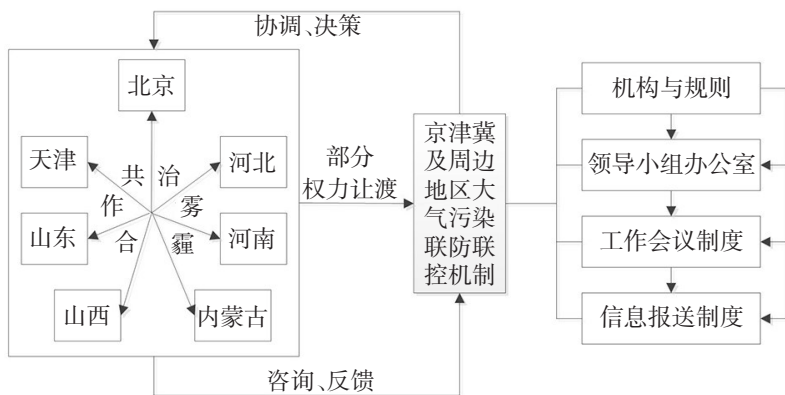 协调、决策
北京
天津
河北
共治
作雾
合霾
山东
河南
山西
内蒙古
部分
权力让渡
京津冀
及周边
地区大
气污染
联防联
控机制
机构与规则
领导小组办公室
工作会议制度
信息报送制度
咨询、反馈